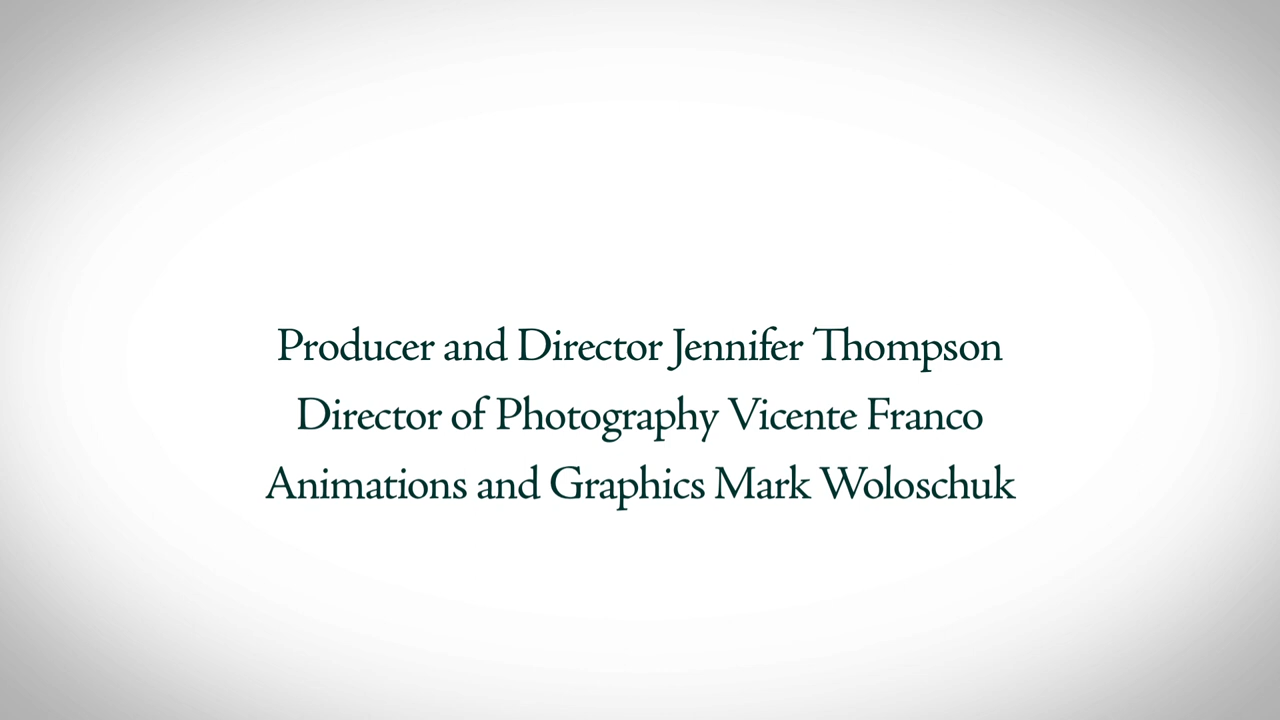 Producer and Director Jennifer Thompson
Director of Photography Vicente Franco
Animations and Graphics Mark Woloschuk